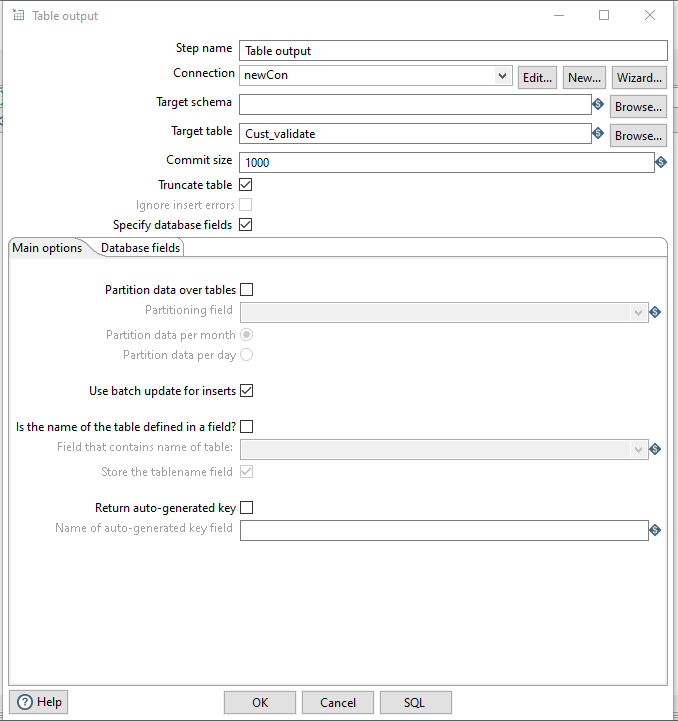 Table output
Step name Table output
Connection newCon Edit... New... Wizard...
Target schema Browse...
Target table Cust_validate Browse...
Commit size 1000
Truncate table
Ignore insert errors
Specify database fields
Main options Database fields
Partition data over tables
Partitioning field
Partition data per month
Partition data per day
Use batch update for inserts
Is the name of the table defined in a field?
Field that contains name of table:
Store the tablename field
Return auto-generated key
Name of auto-generated key field
Help OK Cancel SQL